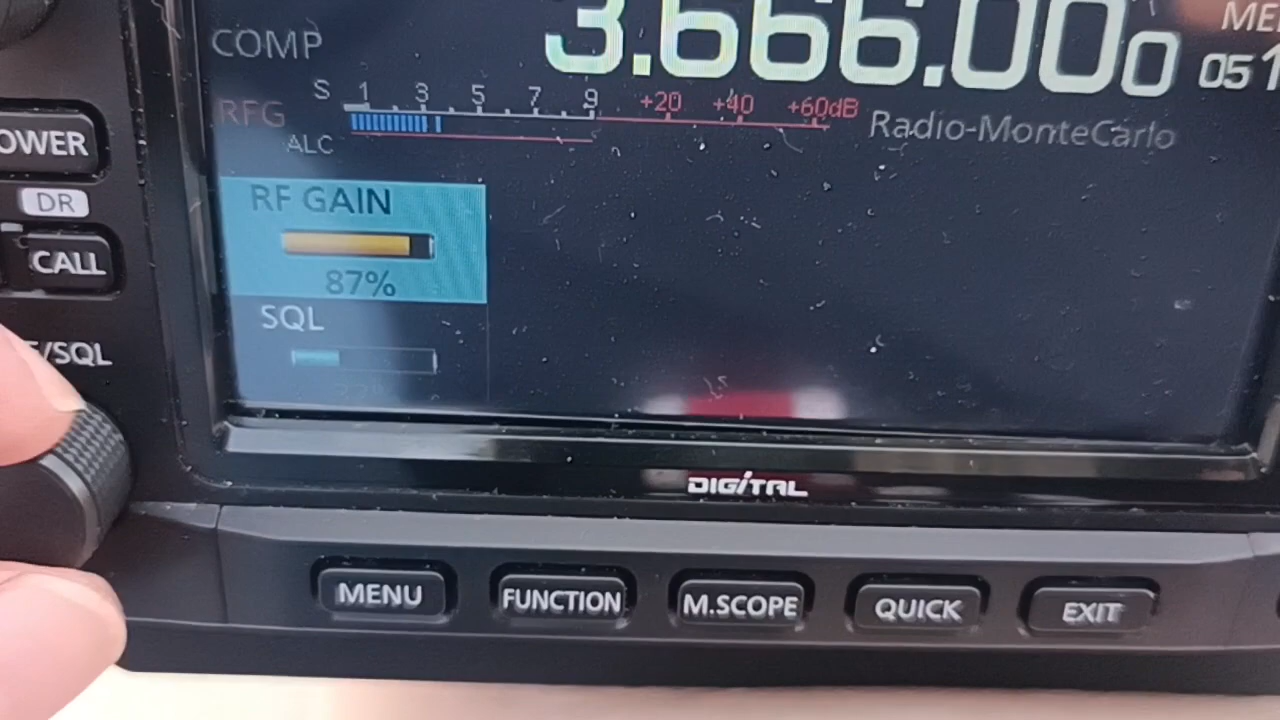 COMP
3.666.000
ME
051
S 1 3 5 7 9 +20 +40 +60dB
RFG
Radio-MonteCarlo
ALC
OWER
RF GAIN
DR
87%
CALL
SQL
/SQL
DIGITAL
MENU FUNCTION M.SCOPE QUICK EXIT